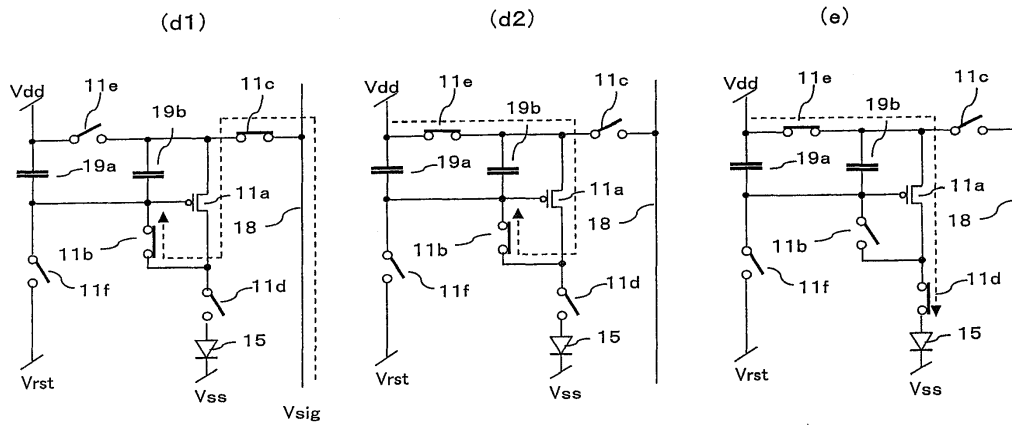 (d1)
(d2)
(e)
Vdd
11e
11c
19b
19a
11a
18
11b
11f
11d
15
Vrst
Vss
Vsig
Vdd
11e
11c
19b
19a
11a
18
11b
11f
11d
15
Vrst
Vss
Vdd
11e
11c
19b
19a
11a
18
11b
11f
11d
15
Vrst
Vss